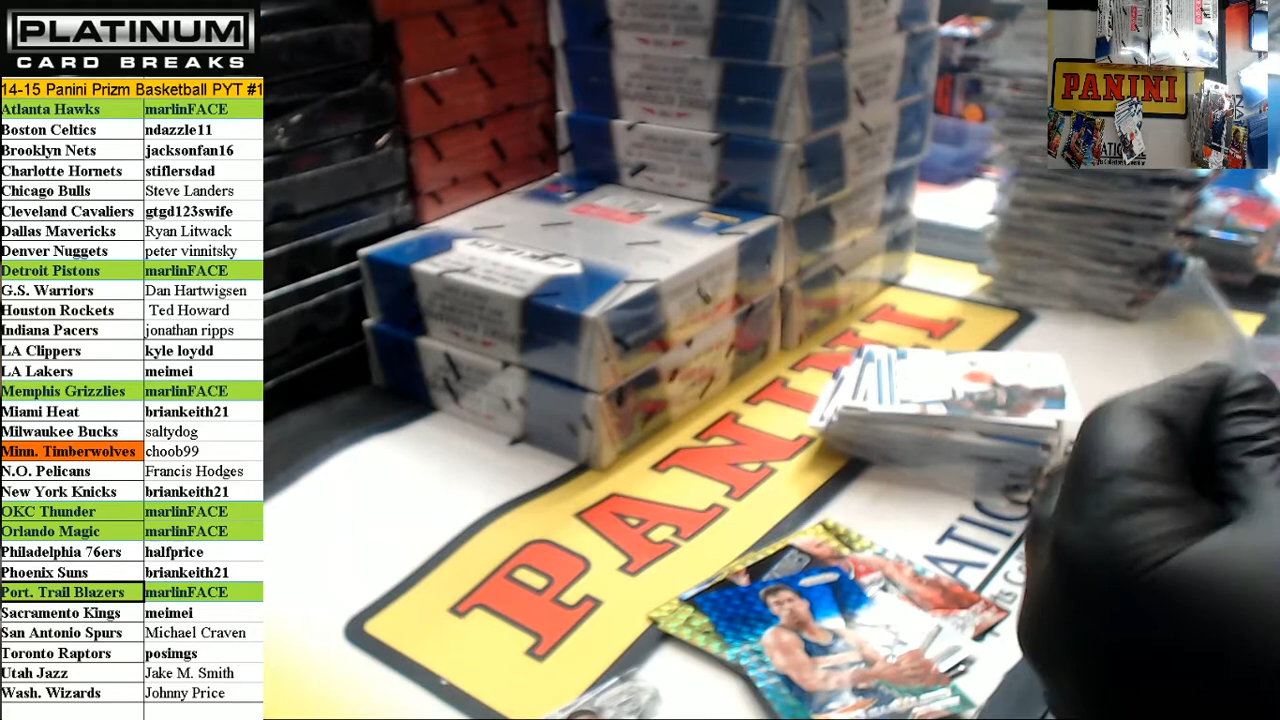 PLATINUM
CARD BREAKS
14-15 Panini Prizm Basketball PYT #1
Atlanta Hawks marlinFACE
Boston Celtics ndazzle11
Brooklyn Nets jacksonfan16
Charlotte Hornets stiflersdad
Chicago Bulls Steve Landers
Cleveland Cavaliers gtgd123swife
Dallas Mavericks Ryan Litwack
Denver Nuggets peter vinnitsky
Detroit Pistons marlinFACE
G.S. Warriors Dan Hartwigsen
Houston Rockets Ted Howard
Indiana Pacers jonathan ripps
LA Clippers kyle loydd
LA Lakers meimei
Memphis Grizzlies marlinFACE
Miami Heat briankeith21
Milwaukee Bucks saltydog
Minn. Timberwolves choob99
N.O. Pelicans Francis Hodges
New York Knicks briankeith21
OKC Thunder marlinFACE
Orlando Magic marlinFACE
Philadelphia 76ers halfprice
Phoenix Suns briankeith21
Port. Trail Blazers marlinFACE
Sacramento Kings meimei
San Antonio Spurs Michael Craven
Toronto Raptors posimgs
Utah Jazz Jake M. Smith
Wash. Wizards Johnny Price
PANINI
PANINI